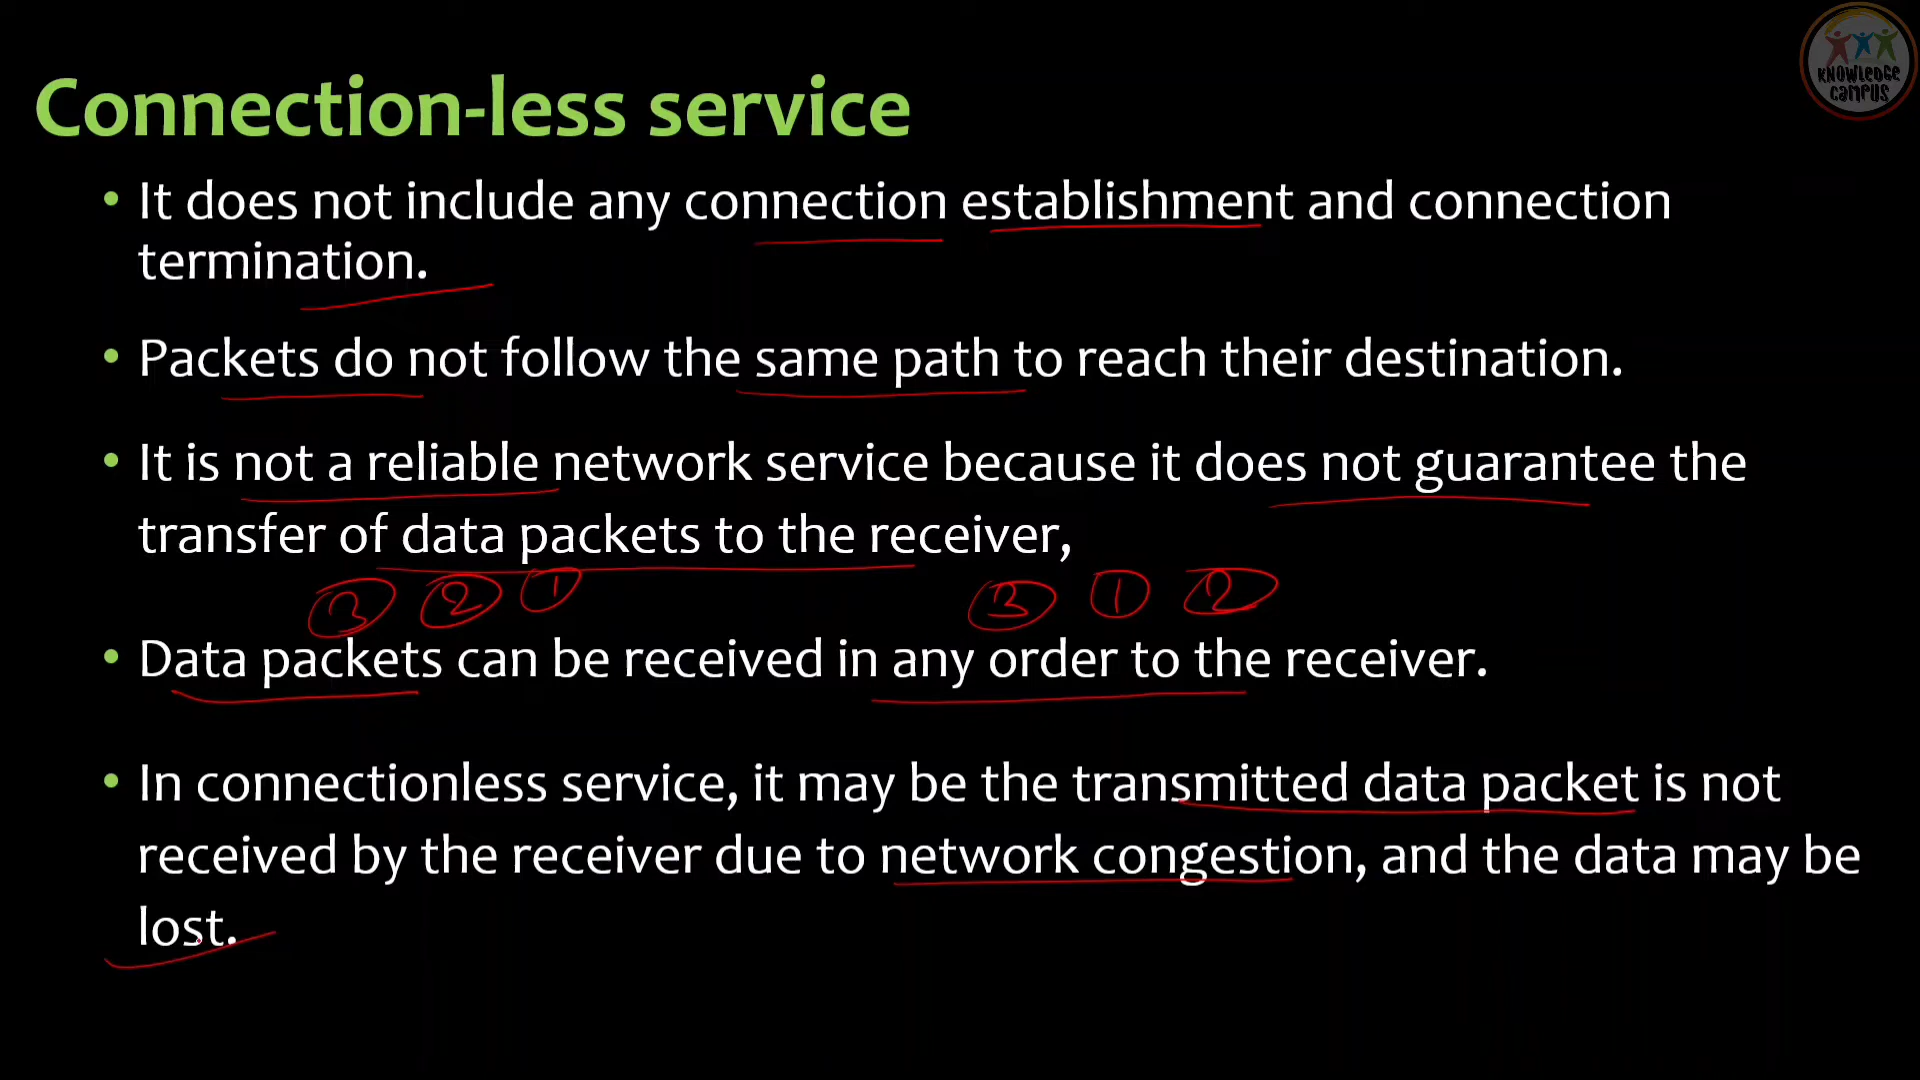 KNOWLEDGE
CAMPUS
Connection-less service
• It does not include any connection establishment and connection
termination.
• Packets do not follow the same path to reach their destination.
• It is not a reliable network service because it does not guarantee the
transfer of data packets to the receiver,
3 2 1 3 1 2
• Data packets can be received in any order to the receiver.
• In connectionless service, it may be the transmitted data packet is not
received by the receiver due to network congestion, and the data may be
lost.